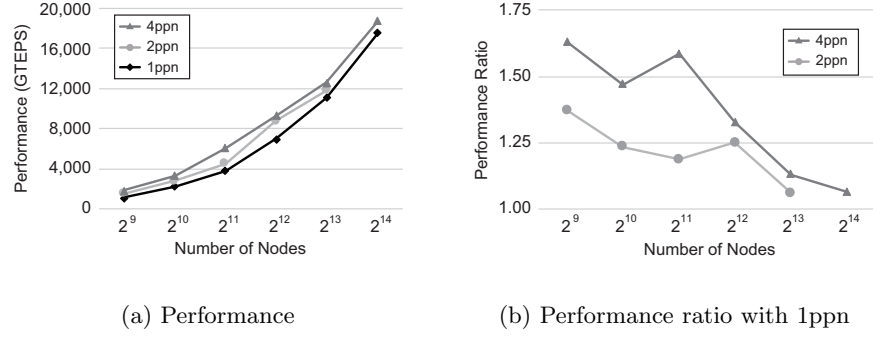 20,000
16,000
12,000
8,000
4,000
0
Performance (GTEPS)
4ppn
2ppn
1ppn
2^9 2^10 2^11 2^12 2^13 2^14
Number of Nodes
(a) Performance
1.75
1.50
1.25
1.00
Performance Ratio
4ppn
2ppn
2^9 2^10 2^11 2^12 2^13 2^14
Number of Nodes
(b) Performance ratio with 1ppn